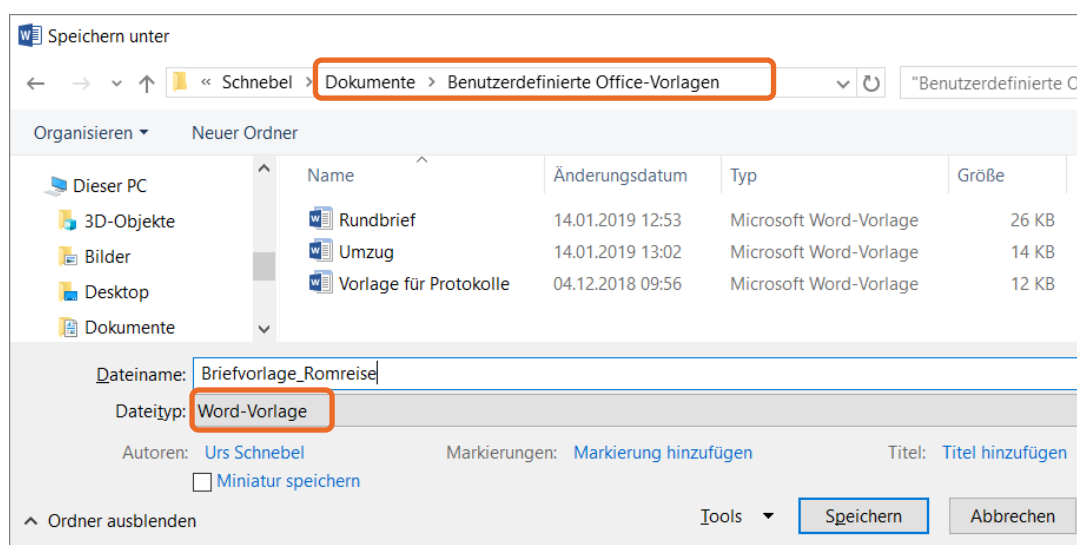 Speichern unter
« Schnebel > Dokumente > Benutzerdefinierte Office-Vorlagen "Benutzerdefinierte O
Organisieren Neuer Ordner
Name Änderungsdatum Typ Größe
Dieser PC
3D-Objekte Rundbrief 14.01.2019 12:53 Microsoft Word-Vorlage 26 KB
Bilder Umzug 14.01.2019 13:02 Microsoft Word-Vorlage 14 KB
Desktop Vorlage für Protokolle 04.12.2018 09:56 Microsoft Word-Vorlage 12 KB
Dokumente
Dateiname: Briefvorlage_Romreise
Dateityp: Word-Vorlage
Autoren: Urs Schnebel Markierungen: Markierung hinzufügen Titel: Titel hinzufügen
Miniatur speichern
Ordner ausblenden Tools Speichern Abbrechen